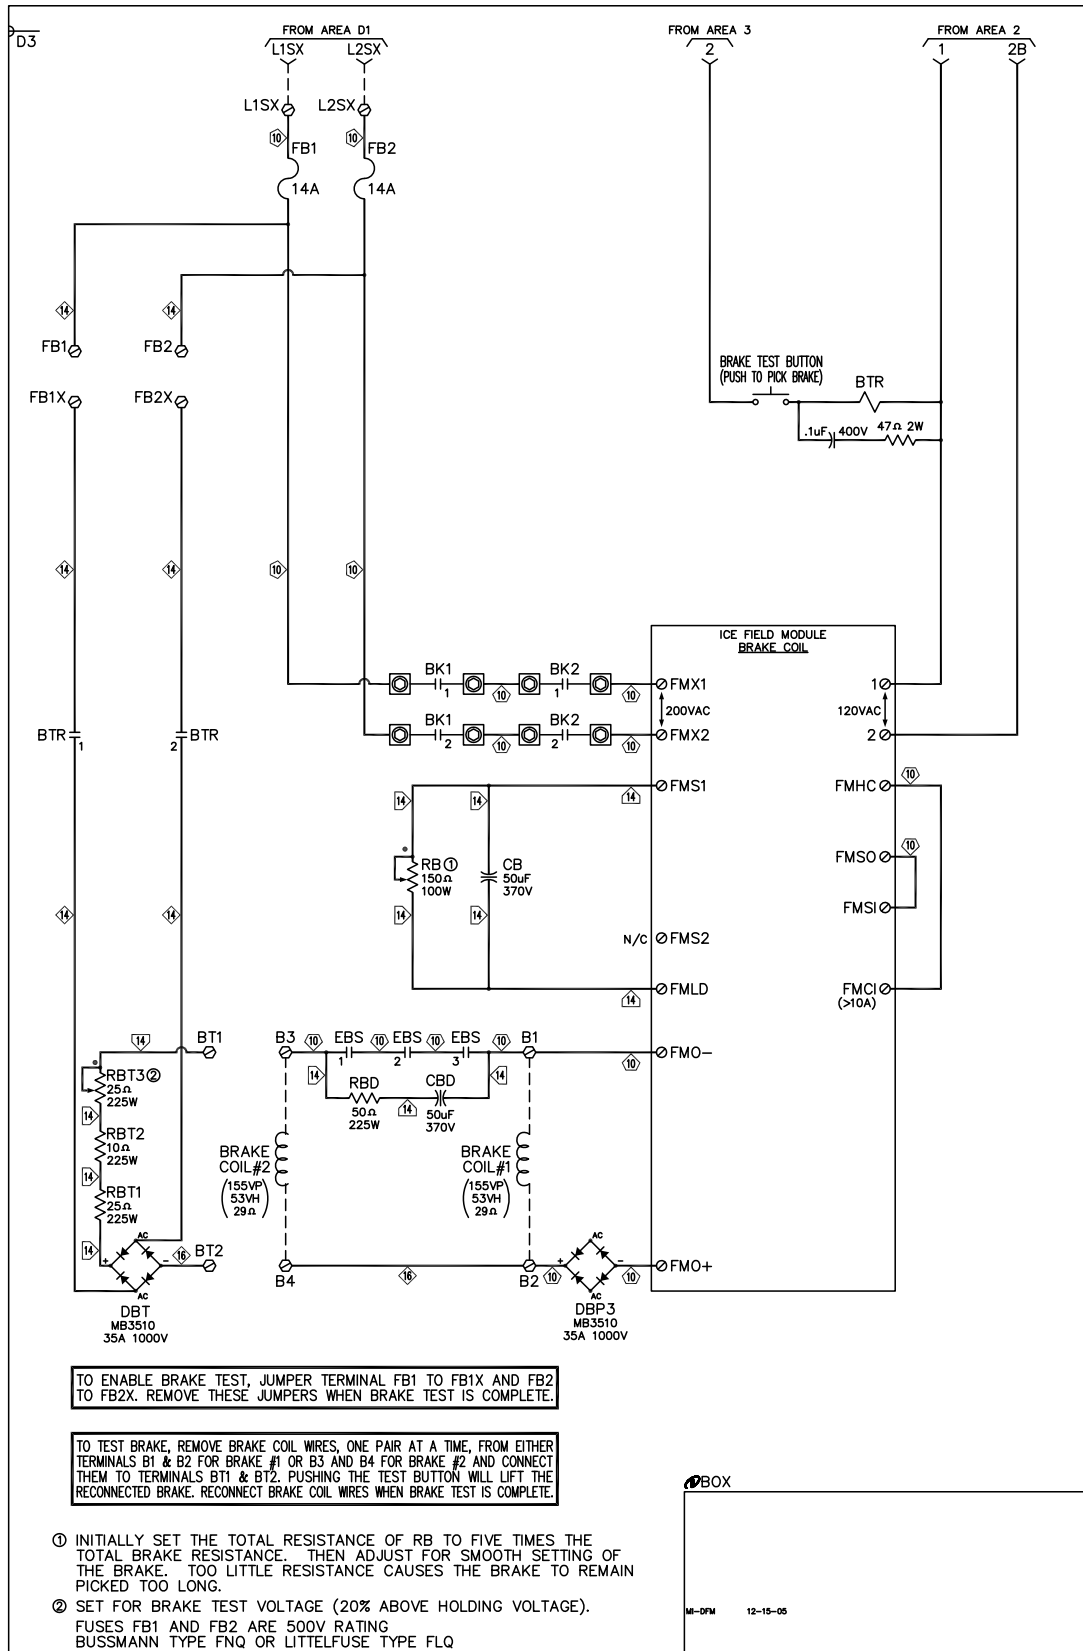 D3
FROM AREA D1
L1SX L2SX
FROM AREA 3
2
FROM AREA 2
1 2B
L1SX L2SX
10 10
FB1 FB2
14A 14A
14 14
FB1 FB2
FB1X FB2X
BRAKE TEST BUTTON
(PUSH TO PICK BRAKE)
BTR
.1uF 400V 47Ω 2W
14 14 10 10
ICE FIELD MODULE
BRAKE COIL
BK1 BK2
1 10 1 10
FMX1 1
200VAC 120VAC
BTR 1 2 BTR
BK1 BK2
2 10 2 10
FMX2 2
14 14 14
FMS1 FMHC 10
RB①
150Ω
100W
CB
50uF
370V
FMSO 10
14 14 14 14
FMSI
N/C FMS2
14
FMLD FMCI
(>10A)
14 BT1
B3 10 EBS 10 EBS 10 EBS 10 B1
1 2 3
10 FMO-
14 14 14
RBD
50Ω
225W
CBD
50uF
370V
RBT3②
25Ω
225W
14
RBT2
10Ω
225W
14
RBT1
25Ω
225W
14
BRAKE
COIL#2
(155VP
53VH
29Ω)
BRAKE
COIL#1
(155VP
53VH
29Ω)
AC
+ - 16 BT2
AC
B4 16 B2 10
AC
+ - 10 FMO+
AC
DBT
MB3510
35A 1000V
DBP3
MB3510
35A 1000V
TO ENABLE BRAKE TEST, JUMPER TERMINAL FB1 TO FB1X AND FB2
TO FB2X. REMOVE THESE JUMPERS WHEN BRAKE TEST IS COMPLETE.
TO TEST BRAKE, REMOVE BRAKE COIL WIRES, ONE PAIR AT A TIME, FROM EITHER
TERMINALS B1 & B2 FOR BRAKE #1 OR B3 AND B4 FOR BRAKE #2 AND CONNECT
THEM TO TERMINALS BT1 & BT2. PUSHING THE TEST BUTTON WILL LIFT THE
RECONNECTED BRAKE. RECONNECT BRAKE COIL WIRES WHEN BRAKE TEST IS COMPLETE.
① INITIALLY SET THE TOTAL RESISTANCE OF RB TO FIVE TIMES THE
TOTAL BRAKE RESISTANCE. THEN ADJUST FOR SMOOTH SETTING OF
THE BRAKE. TOO LITTLE RESISTANCE CAUSES THE BRAKE TO REMAIN
PICKED TOO LONG.
② SET FOR BRAKE TEST VOLTAGE (20% ABOVE HOLDING VOLTAGE).
FUSES FB1 AND FB2 ARE 500V RATING
BUSSMANN TYPE FNQ OR LITTELFUSE TYPE FLQ
BOX
MI-DFM 12-15-05